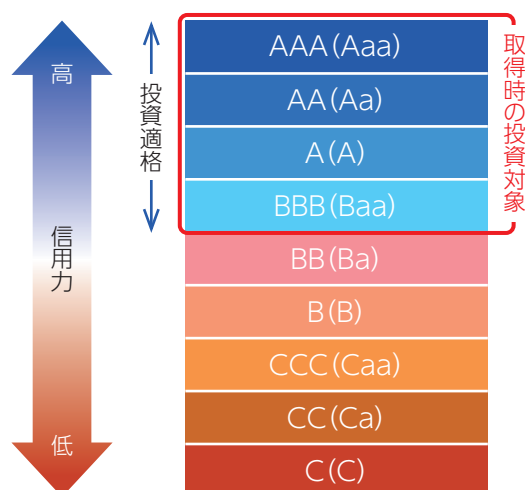 高
信用力
低
投資適格
AAA(Aaa)
AA(Aa)
A(A)
BBB(Baa)
BB(Ba)
B(B)
CCC(Caa)
CC(Ca)
C(C)
取得時の投資対象